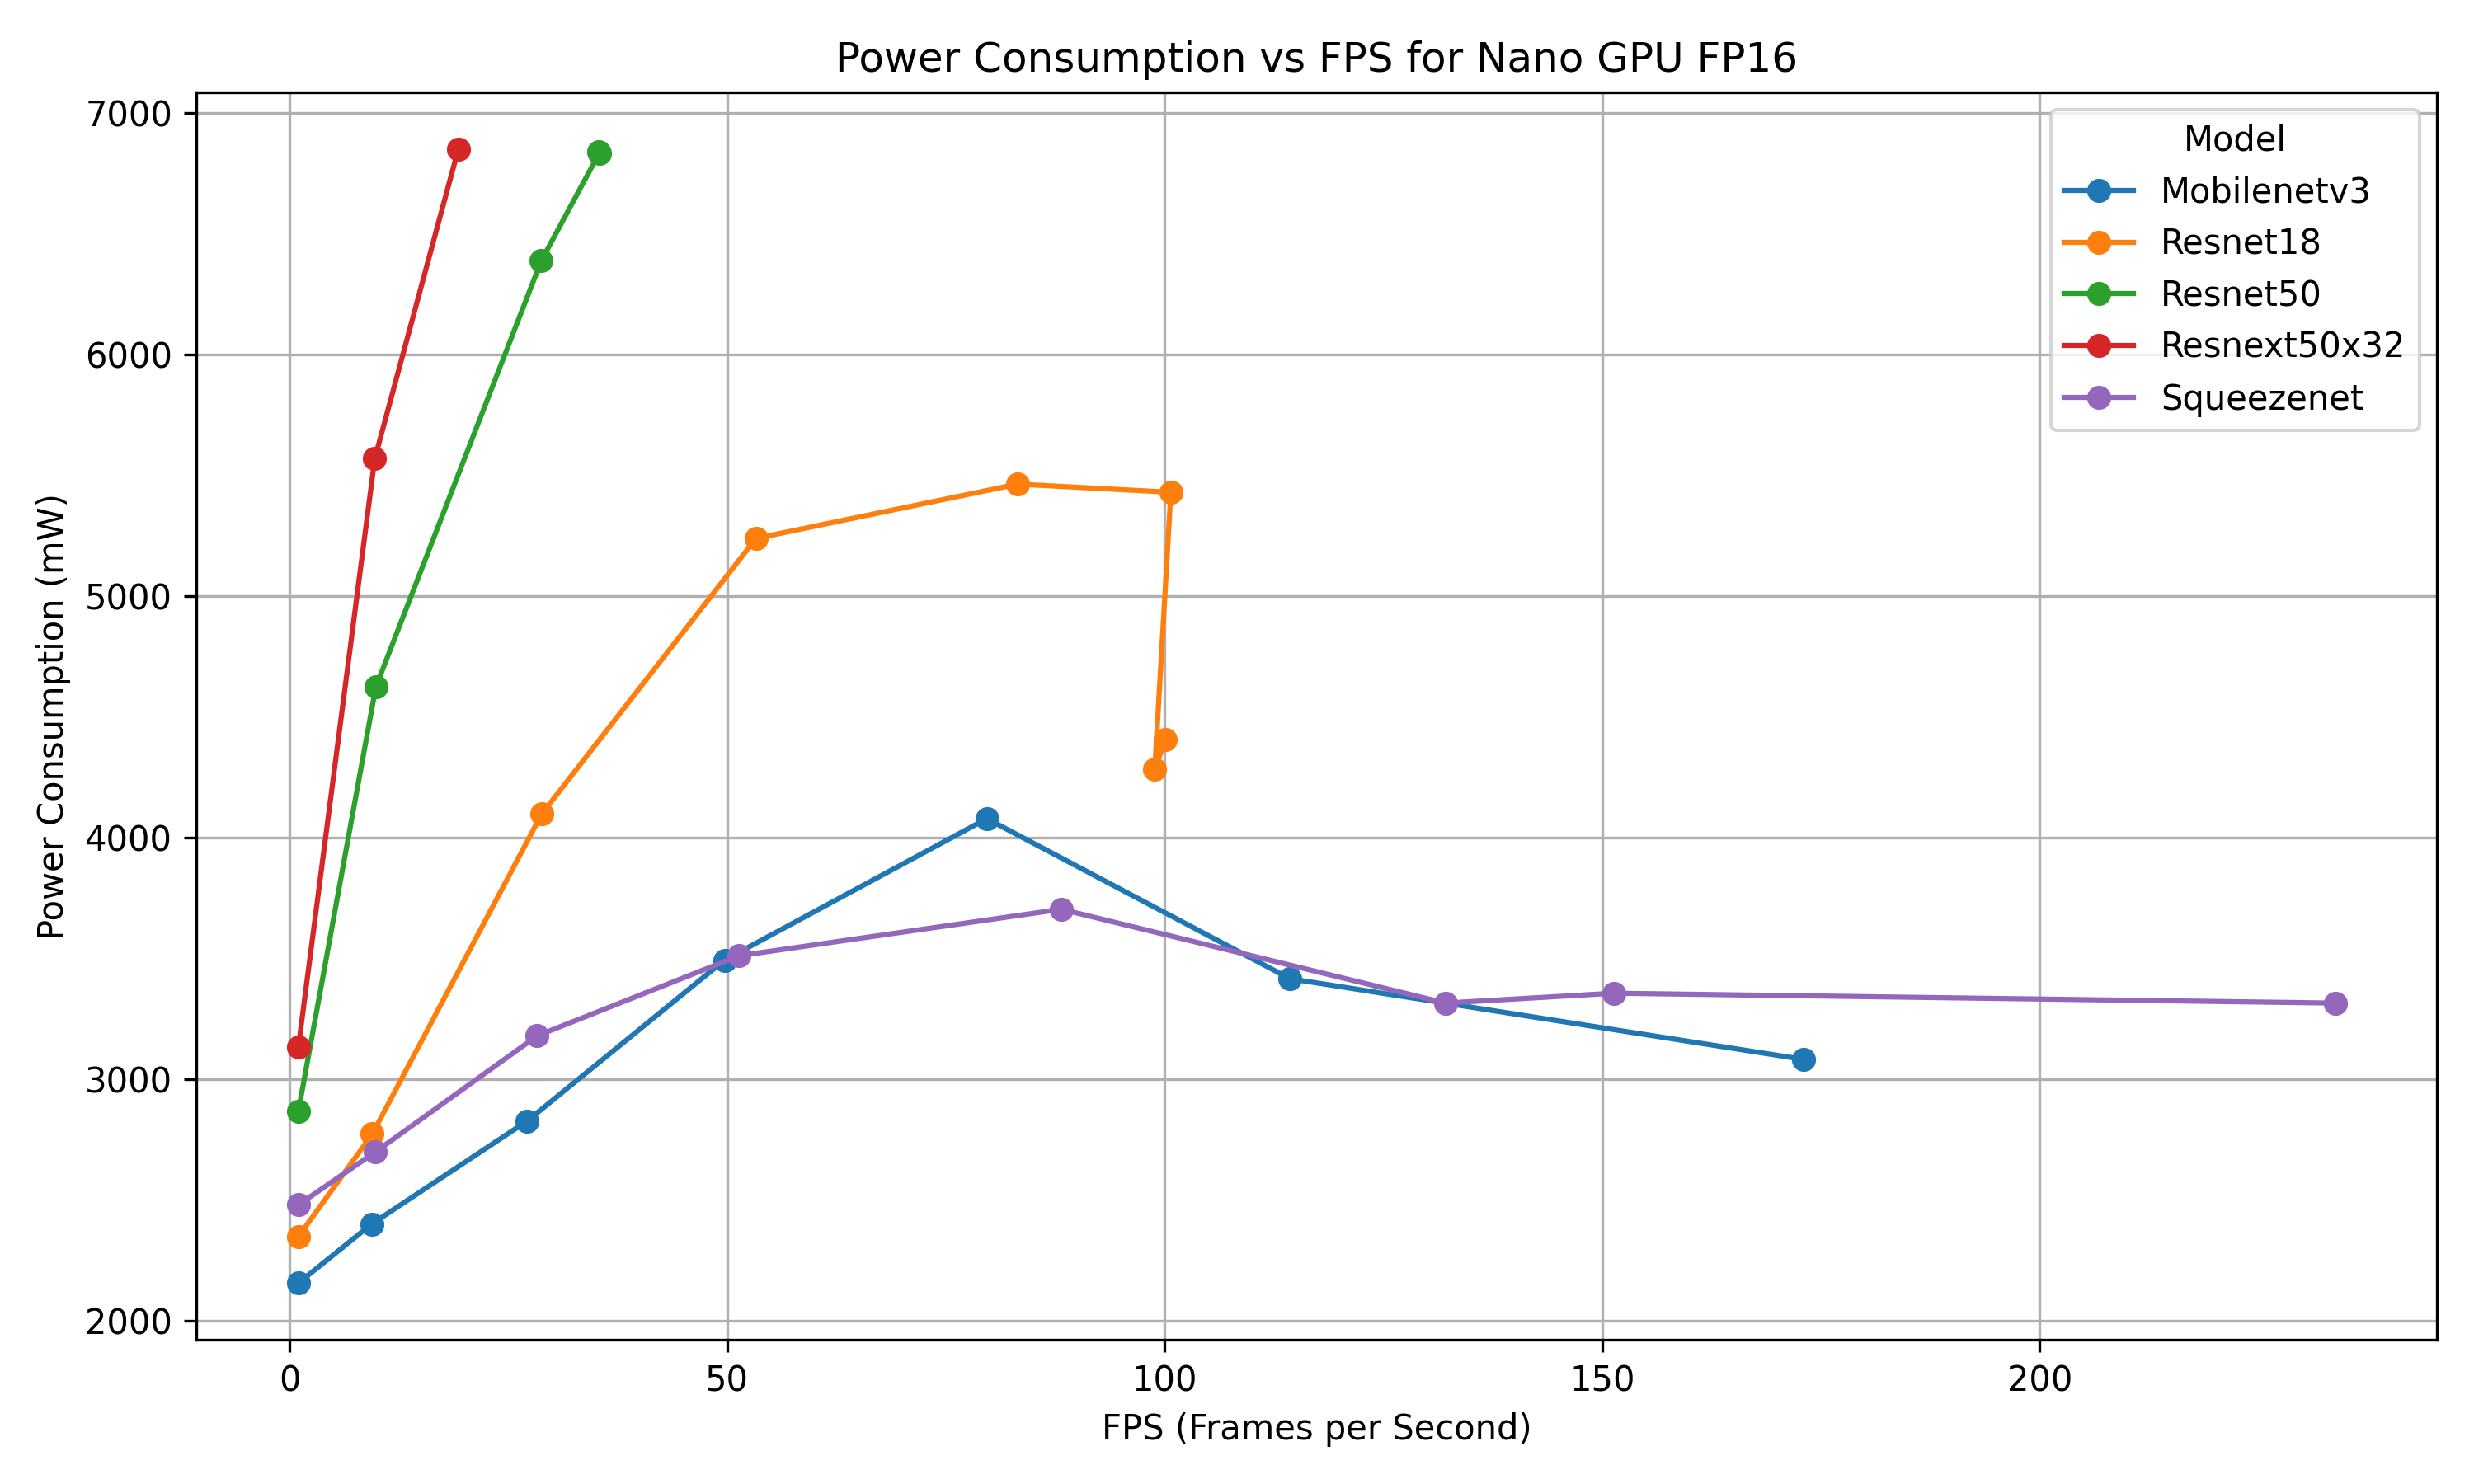 Power Consumption vs FPS for Nano GPU FP16
Power Consumption (mW)
7000
6000
5000
4000
3000
2000
0 50 100 150 200
FPS (Frames per Second)
Model
Mobilenetv3
Resnet18
Resnet50
Resnext50x32
Squeezenet